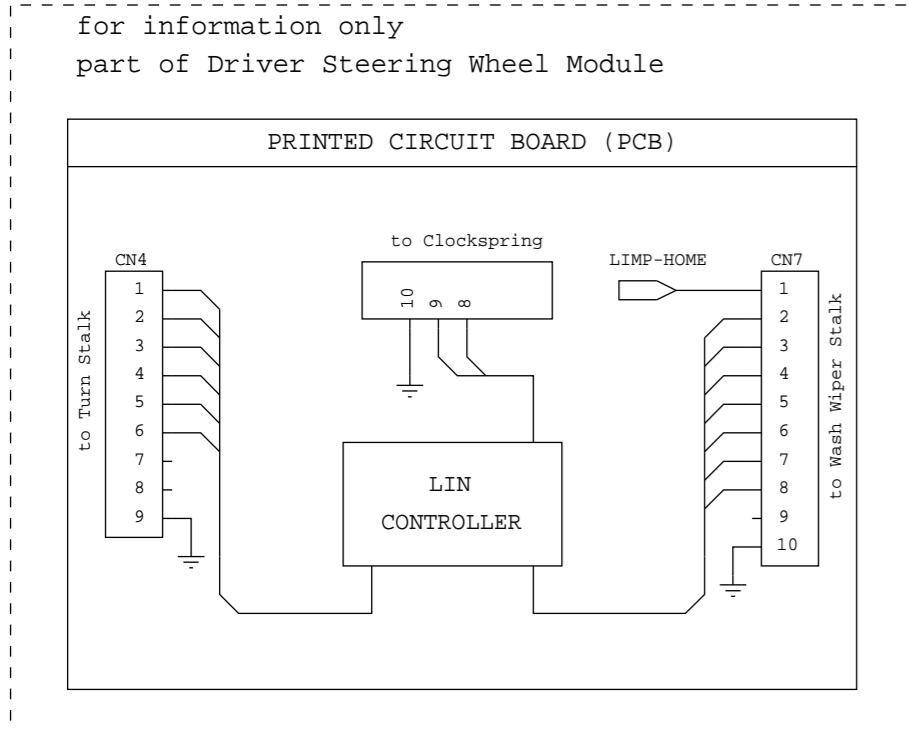 for information only
part of Driver Steering Wheel Module
PRINTED CIRCUIT BOARD (PCB)
to Clockspring
10 9 8
CN4
1
2
3
4
5
6
7
8
9
to Turn Stalk
LIN
CONTROLLER
LIMP-HOME
CN7
1
2
3
4
5
6
7
8
9
10
to Wash Wiper Stalk